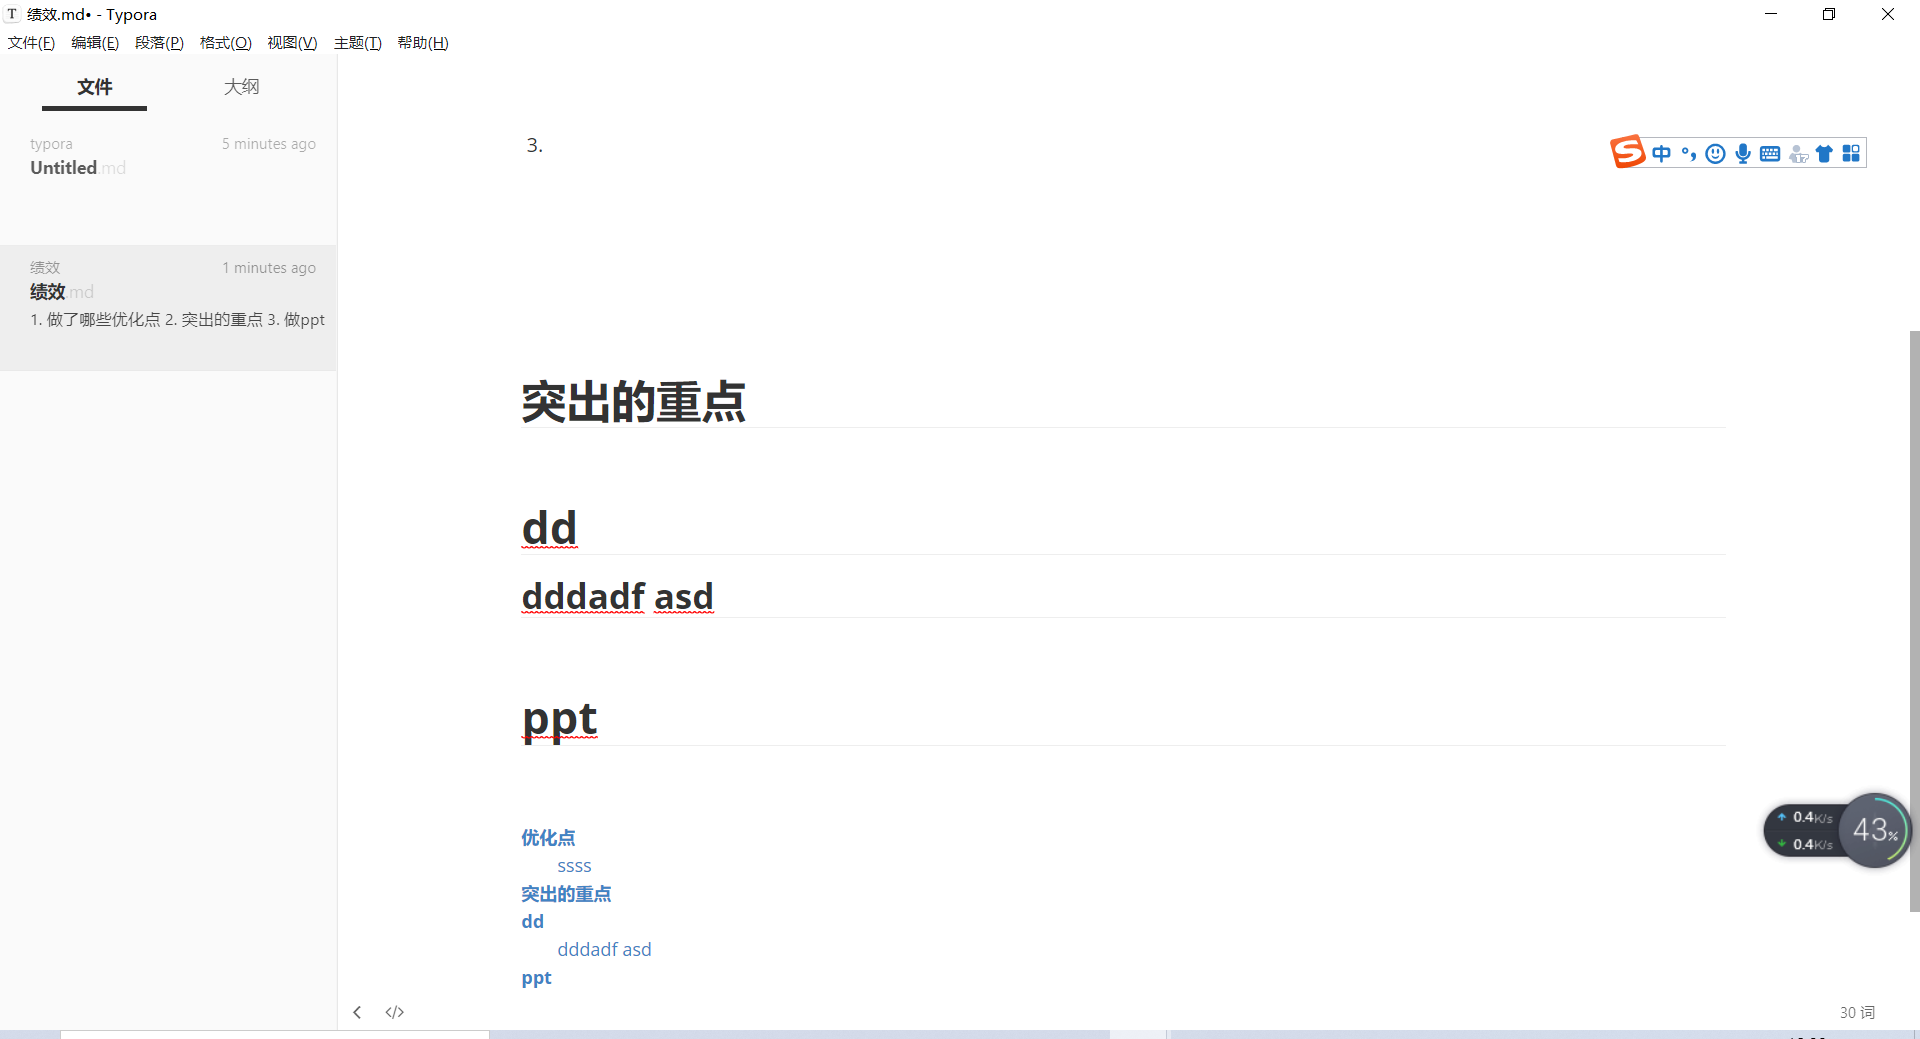 绩效.md• - Typora
文件(F) 编辑(E) 段落(P) 格式(O) 视图(V) 主题(T) 帮助(H)
文件 大纲
typora 5 minutes ago
Untitled.md
绩效 1 minutes ago
绩效.md
1. 做了哪些优化点 2. 突出的重点 3. 做ppt
3.
中
突出的重点
dd
dddadf asd
ppt
0.4K/s
0.4K/s
43%
优化点
ssss
突出的重点
dd
dddadf asd
ppt
30 词